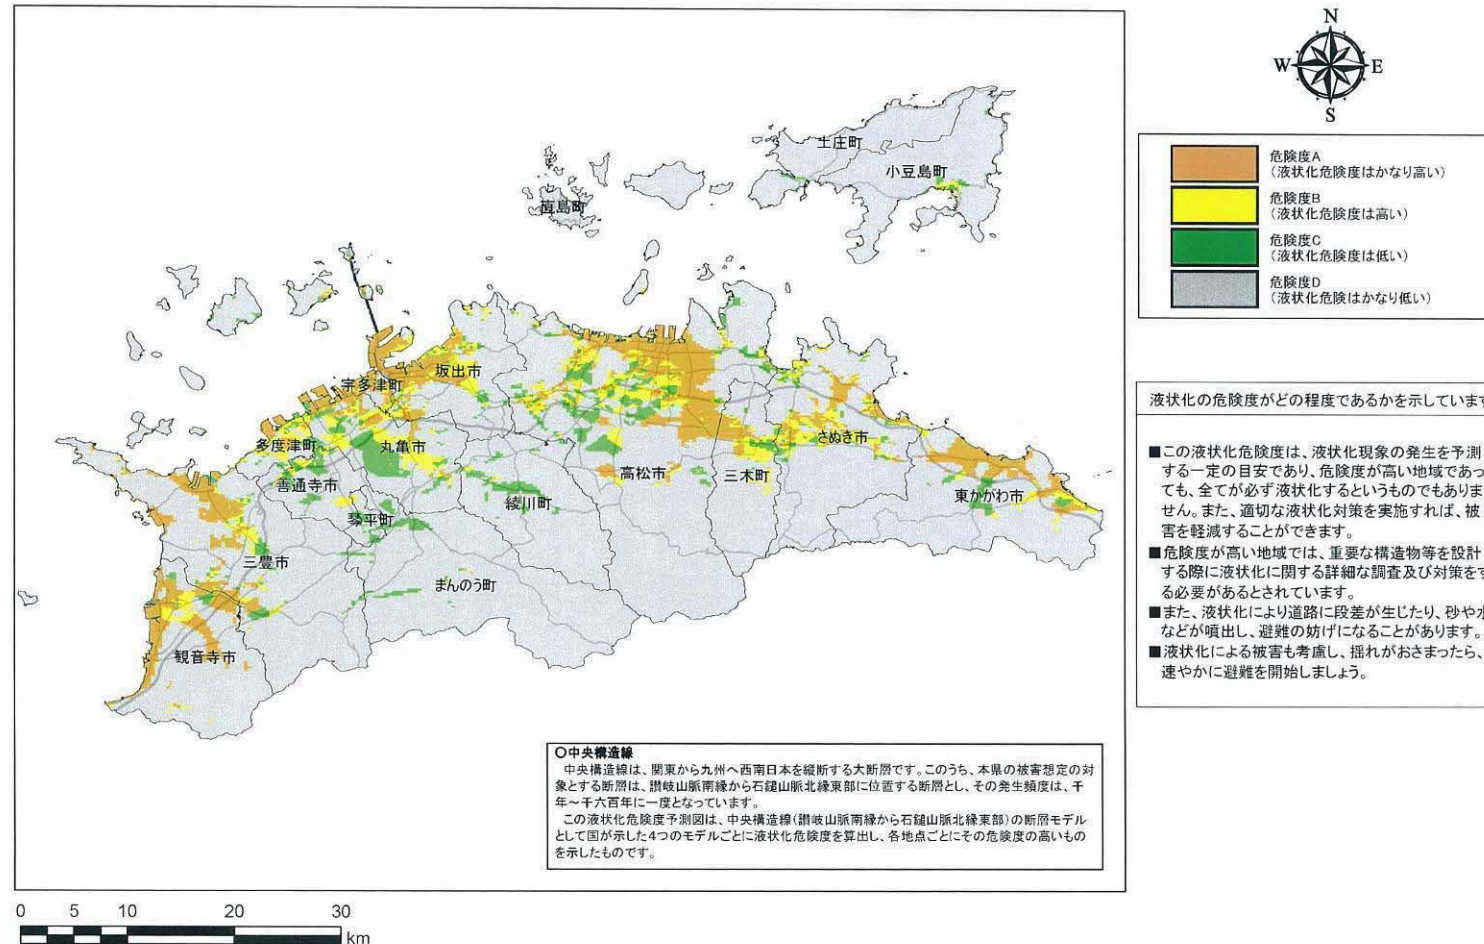 N
W E
S
危険度A
(液状化危険度はかなり高い)
危険度B
(液状化危険度は高い)
危険度C
(液状化危険度は低い)
危険度D
(液状化危険はかなり低い)
土庄町
小豆島町
直島町
宇多津町
坂出市
多度津町
丸亀市
善通寺市
琴平町
綾川町
高松市
三木町
さぬき市
東かがわ市
三豊市
まんのう町
観音寺市
液状化の危険度がどの程度であるかを示しています
■この液状化危険度は、液状化現象の発生を予測
する一定の目安であり、危険度が高い地域であっ
ても、全てが必ず液状化するというものでもありま
せん。また、適切な液状化対策を実施すれば、被
害を軽減することができます。
■危険度が高い地域では、重要な構造物等を設計
する際に液状化に関する詳細な調査及び対策をす
る必要があるとされています。
■また、液状化により道路に段差が生じたり、砂や水
などが噴出し、避難の妨げになることがあります。
■液状化による被害も考慮し、揺れがおさまったら、
速やかに避難を開始しましょう。
○中央構造線
中央構造線は、関東から九州へ西南日本を縦断する大断層です。このうち、本県の被害想定の対
象とする断層は、讃岐山脈南縁から石鎚山脈北縁東部に位置する断層とし、その発生頻度は、千
年～千六百年に一度となっています。
この液状化危険度予測図は、中央構造線(讃岐山脈南縁から石鎚山脈北縁東部)の断層モデル
として国が示した4つのモデルごとに液状化危険度を算出し、各地点ごとにその危険度の高いもの
を示したものです。
0 5 10 20 30
km